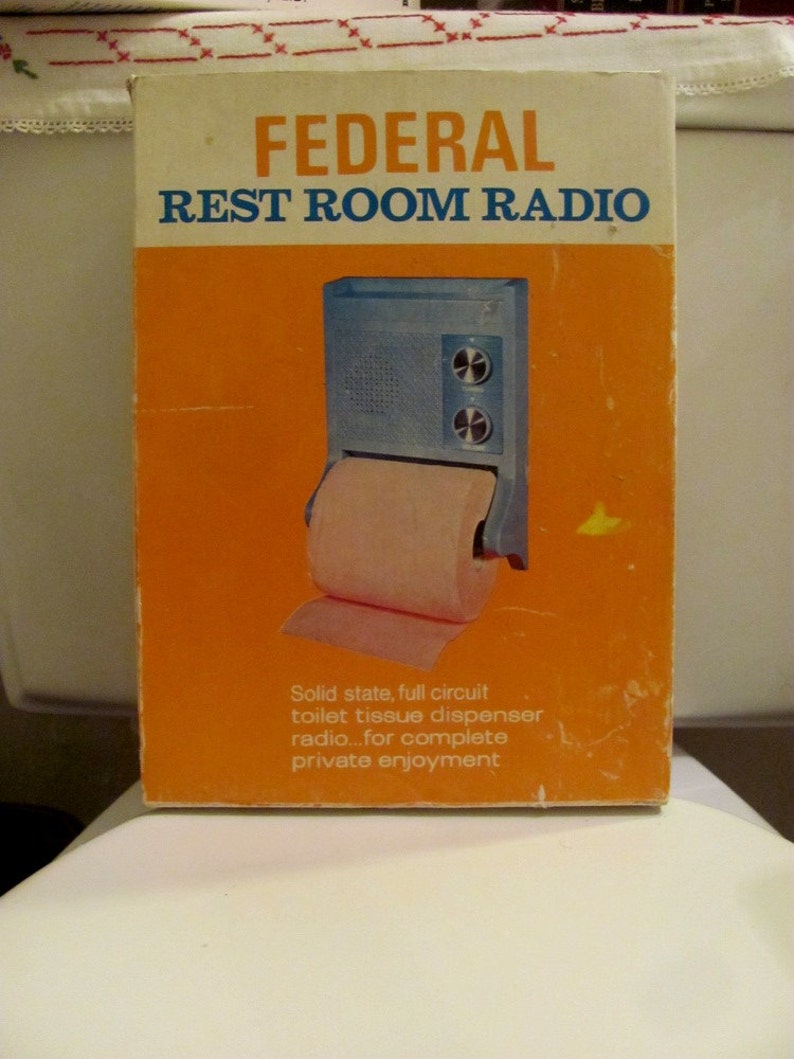 FEDERAL
REST ROOM RADIO
Solid state, full circuit
toilet tissue dispenser
radio...for complete
private enjoyment